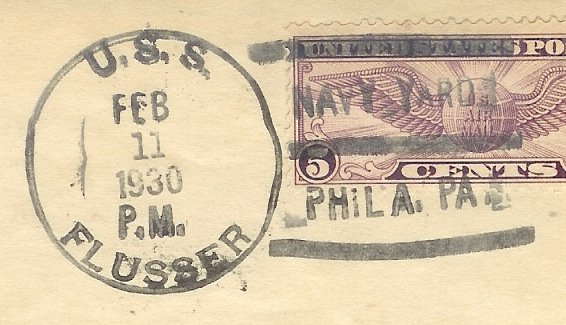 U.S.S.
FEB
11
1930
P.M.
FLUSSER
UNITED STATES PO
NAVY YARD
AIR
MAIL
5 CENTS
PHILA. PA.